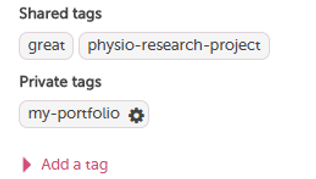 Shared tags
great physio-research-project
Private tags
my-portfolio
Add a tag